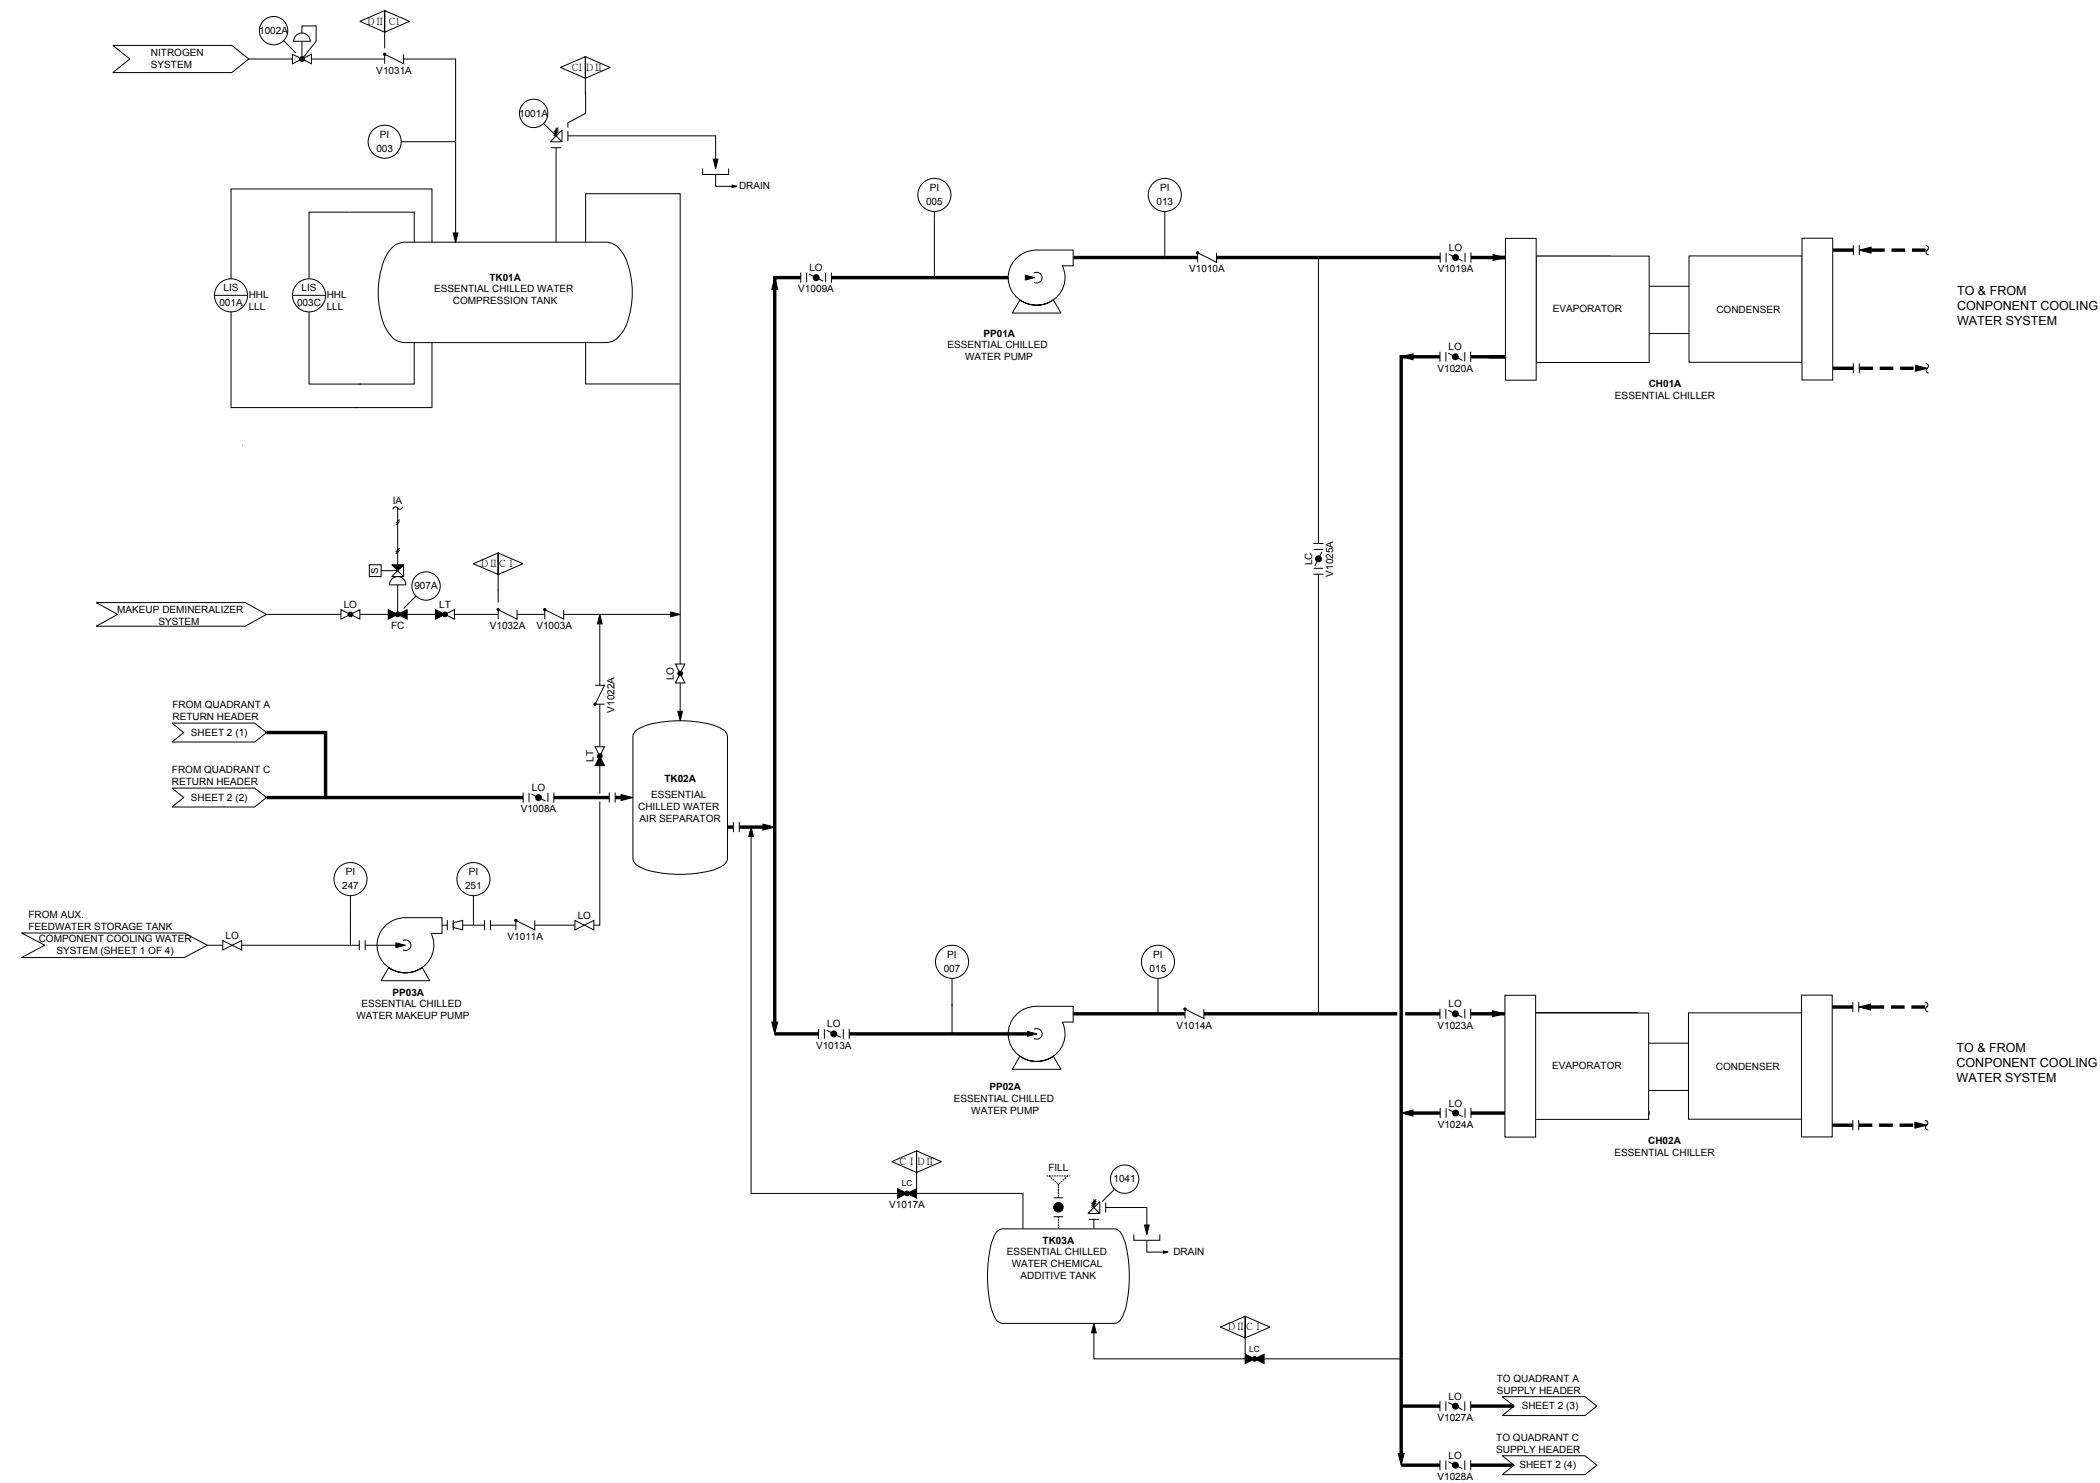 1002A
D II
C I
NITROGEN
SYSTEM
V1031A
C I
D II
1001A
PI
003
DRAIN
PI
005
PI
013
TK01A
ESSENTIAL CHILLED WATER
COMPRESSION TANK
LIS
001A
HHL
LLL
LIS
003C
HHL
LLL
LO
V1009A
V1010A
LO
V1019A
PP01A
ESSENTIAL CHILLED
WATER PUMP
EVAPORATOR
CONDENSER
TO & FROM
CONPONENT COOLING
WATER SYSTEM
LO
V1020A
CH01A
ESSENTIAL CHILLER
IA
S
907A
D II
C I
LC
V1025A
MAKEUP DEMINERALIZER
SYSTEM
LO
FC
LT
V1032A
V1003A
LO
V1022A
LT
FROM QUADRANT A
RETURN HEADER
SHEET 2 (1)
FROM QUADRANT C
RETURN HEADER
SHEET 2 (2)
LO
V1008A
TK02A
ESSENTIAL
CHILLED WATER
AIR SEPARATOR
PI
247
PI
251
FROM AUX.
FEEDWATER STORAGE TANK
COMPONENT COOLING WATER
SYSTEM (SHEET 1 OF 4)
LO
V1011A
LO
PP03A
ESSENTIAL CHILLED
WATER MAKEUP PUMP
PI
007
PI
015
LO
V1013A
V1014A
LO
V1023A
PP02A
ESSENTIAL CHILLED
WATER PUMP
EVAPORATOR
CONDENSER
TO & FROM
CONPONENT COOLING
WATER SYSTEM
LO
V1024A
CH02A
ESSENTIAL CHILLER
C I
D II
LC
V1017A
FILL
1041
TK03A
ESSENTIAL CHILLED
WATER CHEMICAL
ADDITIVE TANK
DRAIN
D II
C I
LC
TO QUADRANT A
SUPPLY HEADER
LO
V1027A
SHEET 2 (3)
TO QUADRANT C
SUPPLY HEADER
LO
V1028A
SHEET 2 (4)